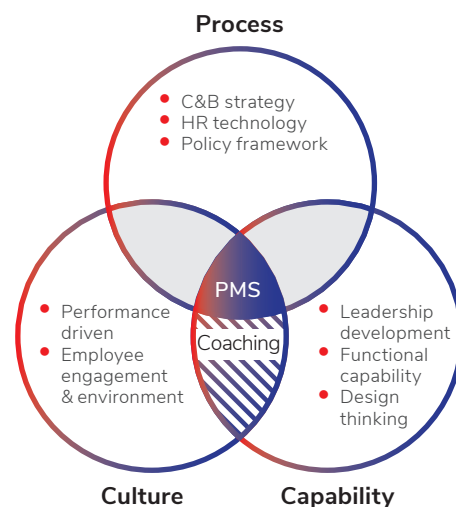 Process
C&B strategy
HR technology
Policy framework
PMS
Coaching
Performance
driven
Employee
engagement
& environment
Leadership
development
Functional
capability
Design
thinking
Culture
Capability